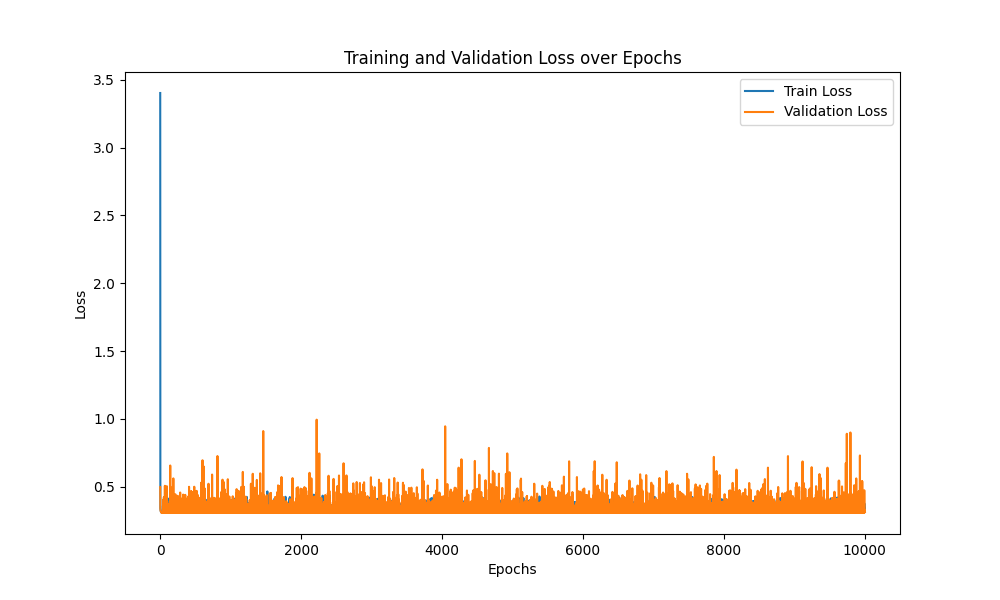 Training and Validation Loss over Epochs
Train Loss
Validation Loss
3.5
3.0
2.5
2.0
1.5
1.0
0.5
Loss
0
2000
4000
6000
8000
10000
Epochs